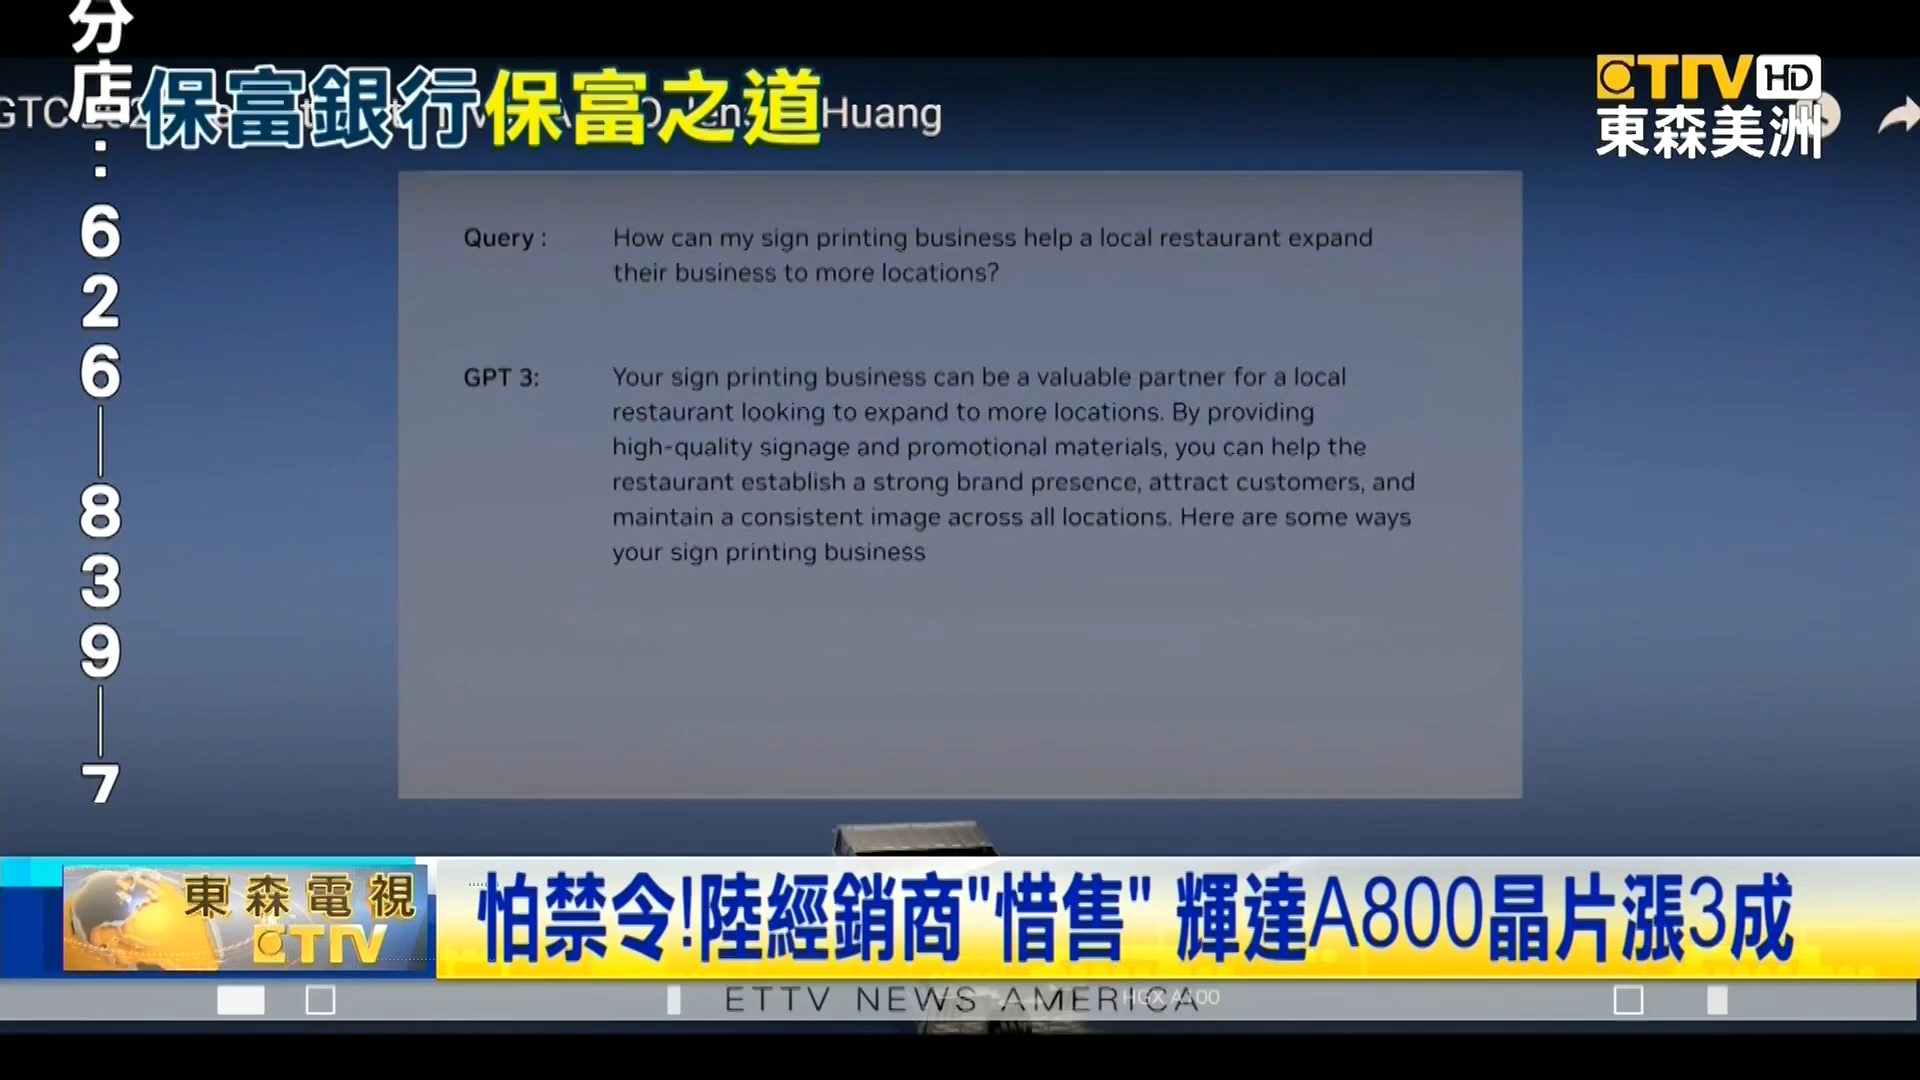 分店:626-839-7
保富銀行保富之道
GTC
Huang
ETTV HD
東森美洲
Query :
How can my sign printing business help a local restaurant expand
their business to more locations?
GPT 3:
Your sign printing business can be a valuable partner for a local
restaurant looking to expand to more locations. By providing
high-quality signage and promotional materials, you can help the
restaurant establish a strong brand presence, attract customers, and
maintain a consistent image across all locations. Here are some ways
your sign printing business
東森電視
ETTV
怕禁令!陸經銷商"惜售" 輝達A800晶片漲3成
ETTV NEWS AMERICA
HGX A100